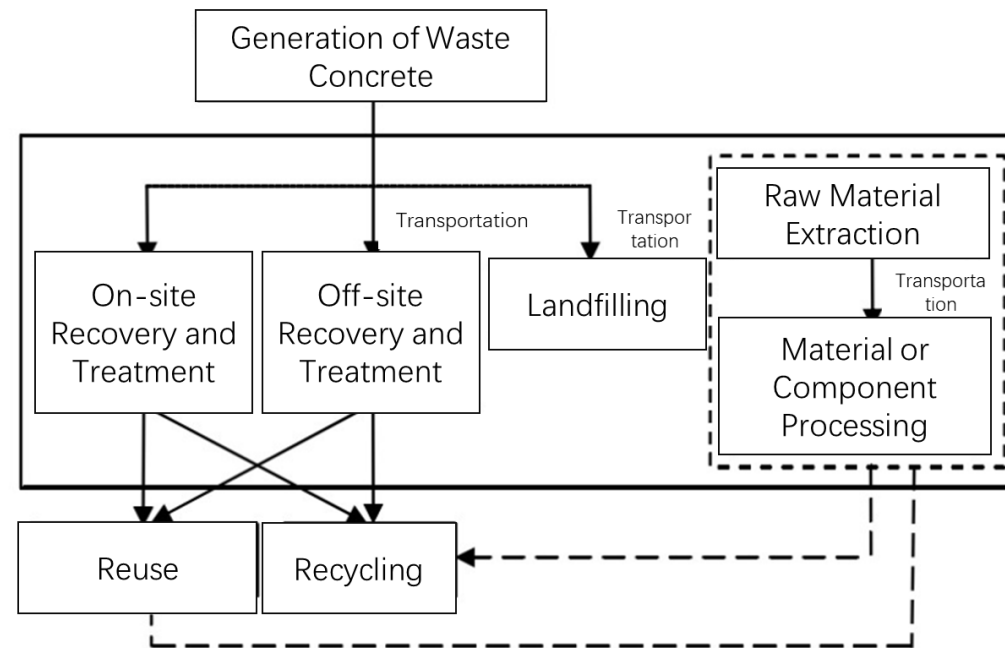 Generation of Waste
Concrete
Transportation
Transpor
tation
Raw Material
Extraction
On-site
Recovery and
Treatment
Off-site
Recovery and
Treatment
Landfilling
Transporta
tion
Material or
Component
Processing
Reuse
Recycling